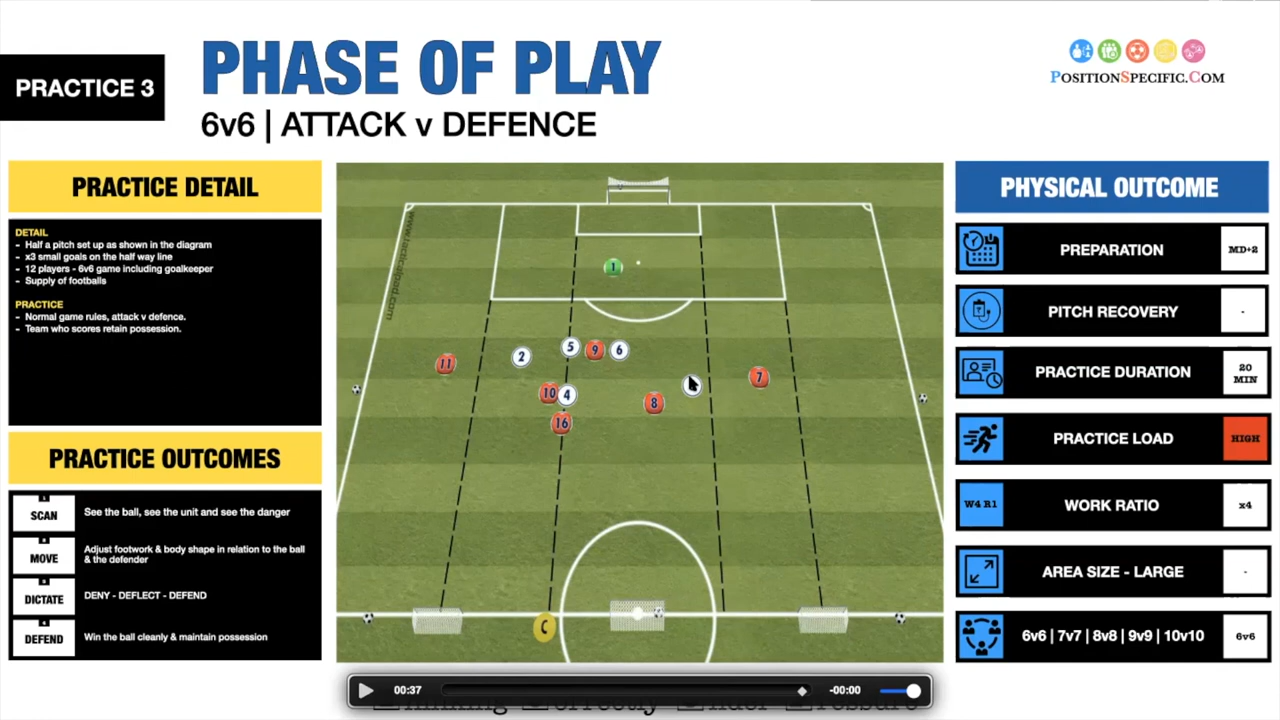 PRACTICE 3
PHASE OF PLAY
6v6 | ATTACK v DEFENCE
POSITIONSPECIFIC.COM
PRACTICE DETAIL
DETAIL
- Half a pitch set up as shown in the diagram
- x3 small goals on the half way line
- 12 players - 6v6 game including goalkeeper
- Supply of footballs
PRACTICE
- Normal game rules, attack v defence.
- Team who scores retain possession.
PRACTICE OUTCOMES
SCAN
See the ball, see the unit and see the danger
MOVE
Adjust footwork & body shape in relation to the ball
& the defender
DICTATE
DENY - DEFLECT - DEFEND
DEFEND
Win the ball cleanly & maintain possession
www.tacticalpad.com
1
5
9
6
2
11
7
10
4
8
16
C
PHYSICAL OUTCOME
PREPARATION
MD+2
PITCH RECOVERY
-
PRACTICE DURATION
20
MIN
PRACTICE LOAD
HIGH
W4 R1
WORK RATIO
x4
AREA SIZE - LARGE
-
6v6 | 7v7 | 8v8 | 9v9 | 10v10
6v6
00:37
-00:00